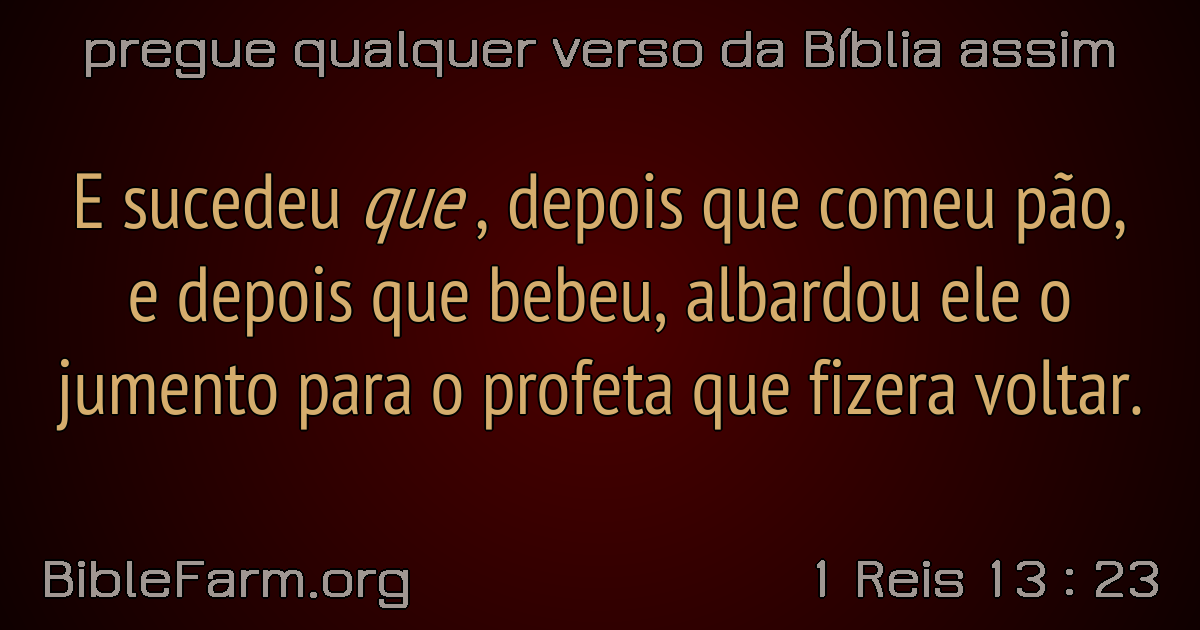 pregue qualquer verso da Bíblia assim
E sucedeu que , depois que comeu pão,
e depois que bebeu, albardou ele o
jumento para o profeta que fizera voltar.
BibleFarm.org
1 Reis 13 : 23